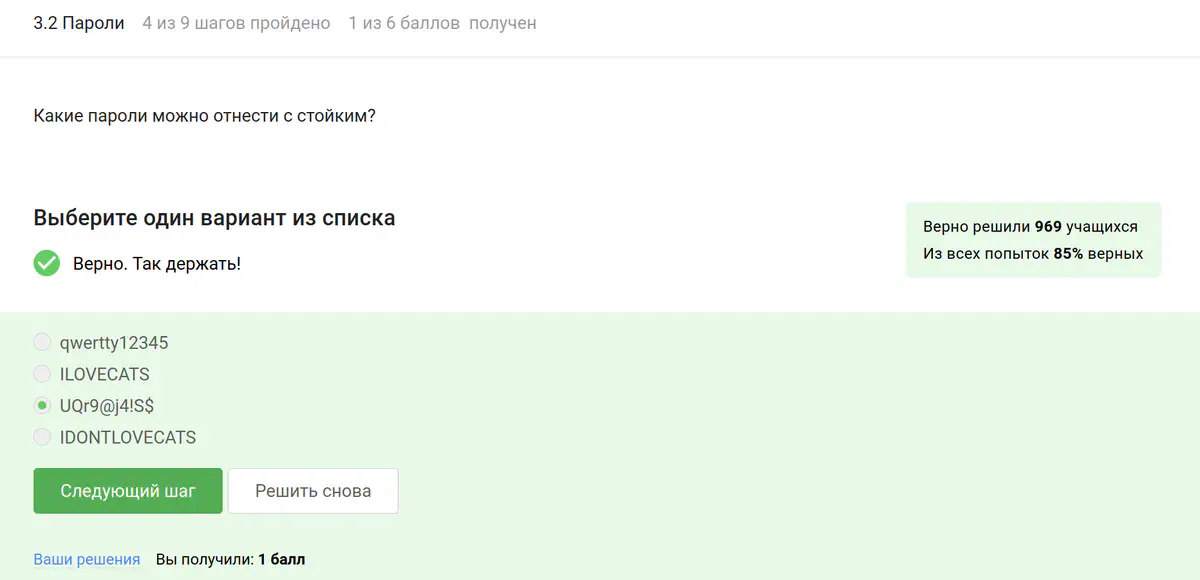 3.2 Пароли 4 из 9 шагов пройдено 1 из 6 баллов получен
Какие пароли можно отнести с стойким?
Выберите один вариант из списка
Верно. Так держать!
Верно решили 969 учащихся
Из всех попыток 85% верных
qwertty12345
ILOVECATS
UQr9@j4!S$
IDONTLOVECATS
Следующий шаг Решить снова
Ваши решения Вы получили: 1 балл